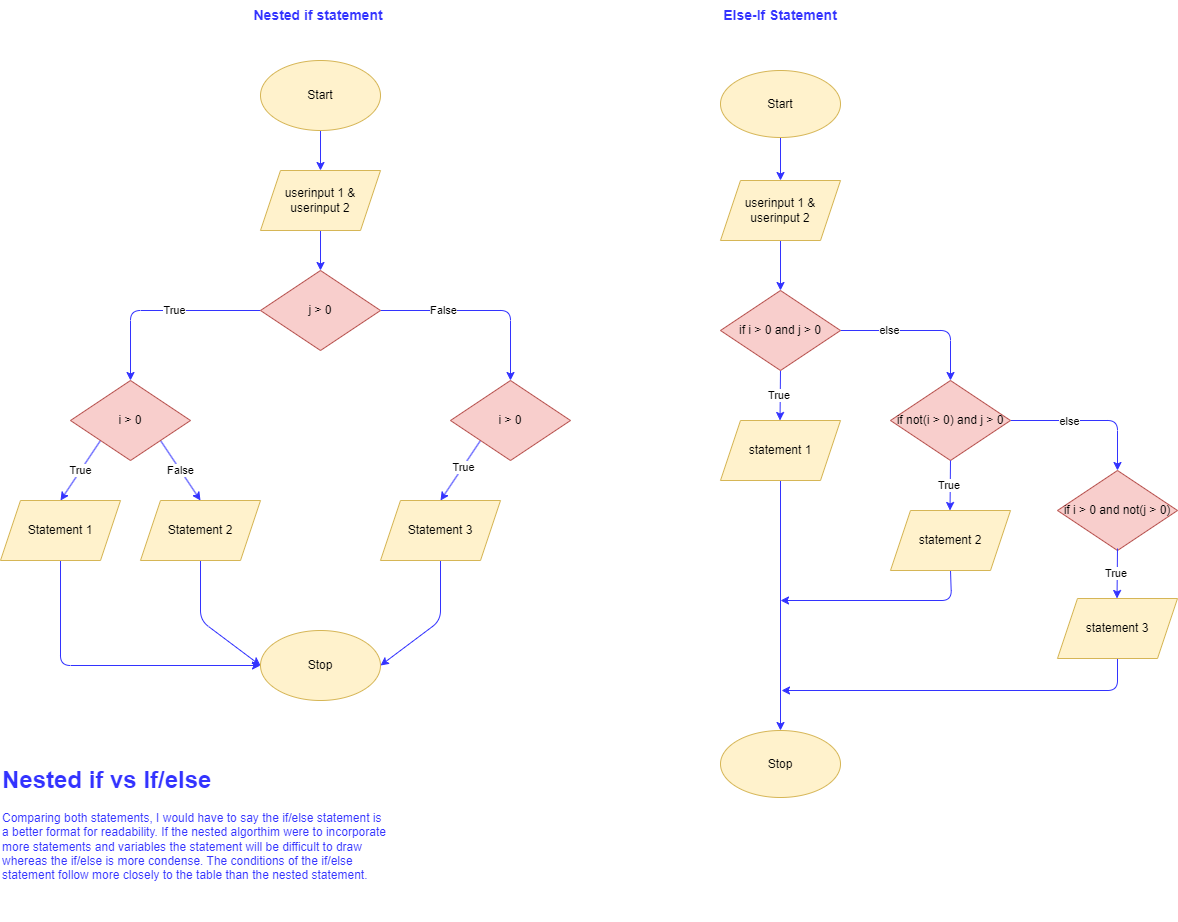 Nested if statement
Start
userinput 1 &
userinput 2
j > 0
True
False
i > 0
i > 0
True
False
True
Statement 1
Statement 2
Statement 3
Stop
Else-If Statement
Start
userinput 1 &
userinput 2
if i > 0 and j > 0
else
True
if not(i > 0) and j > 0
else
statement 1
True
if i > 0 and not(j > 0)
statement 2
True
statement 3
Stop
Nested if vs If/else
Comparing both statements, I would have to say the if/else statement is
a better format for readability. If the nested algorthim were to incorporate
more statements and variables the statement will be difficult to draw
whereas the if/else is more condense. The conditions of the if/else
statement follow more closely to the table than the nested statement.